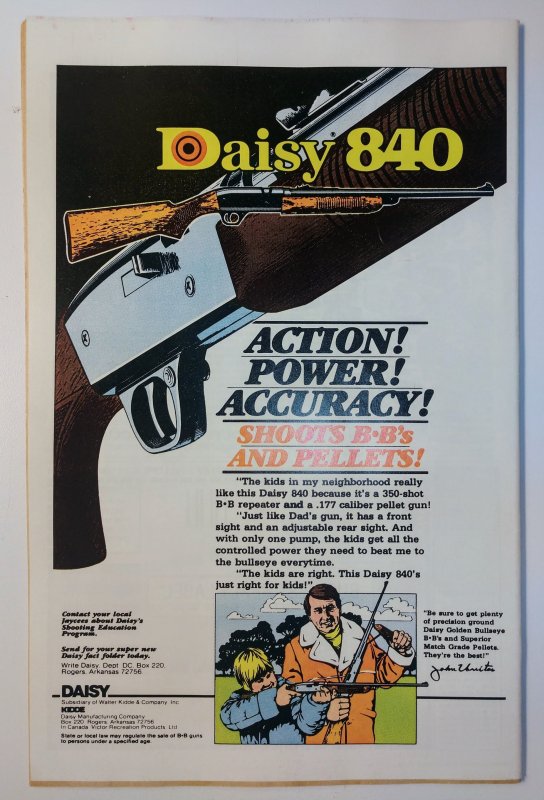 Daisy 840
ACTION!
POWER!
ACCURACY!
SHOOTS B•B's
AND PELLETS!
"The kids in my neighborhood really
like this Daisy 840 because it's a 350-shot
B•B repeater and a .177 caliber pellet gun!
"Just like Dad's gun, it has a front
sight and an adjustable rear sight. And
with only one pump, the kids get all the
controlled power they need to beat me to
the bullseye everytime.
"The kids are right. This Daisy 840's
just right for kids!"
"Be sure to get plenty
of precision ground
Daisy Golden Bullseye
B•B's and Superior
Match Grade Pellets.
They're the best!"
Contact your local
Jaycees about Daisy's
Shooting Education
Program.
Send for your super new
Daisy fact folder today.
Write Daisy, Dept DC, Box 220,
Rogers, Arkansas 72756
DAISY
Subsidiary of Walter Kidde & Company, Inc.
KIDDE
Daisy Manufacturing Company
Box 220, Rogers, Arkansas 72756
In Canada: Victor Recreation Products Ltd.
State or local law may regulate the sale of B•B guns
to persons under a specified age.